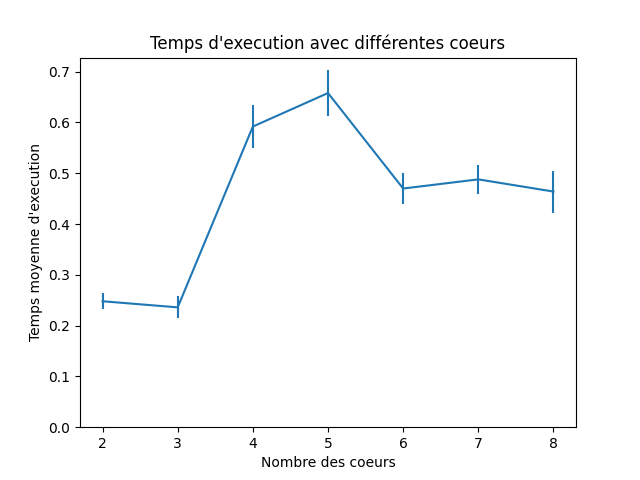 Temps d'execution avec différentes coeurs
Temps moyenne d'execution
0.7
0.6
0.5
0.4
0.3
0.2
0.1
0.0
2 3 4 5 6 7 8
Nombre des coeurs